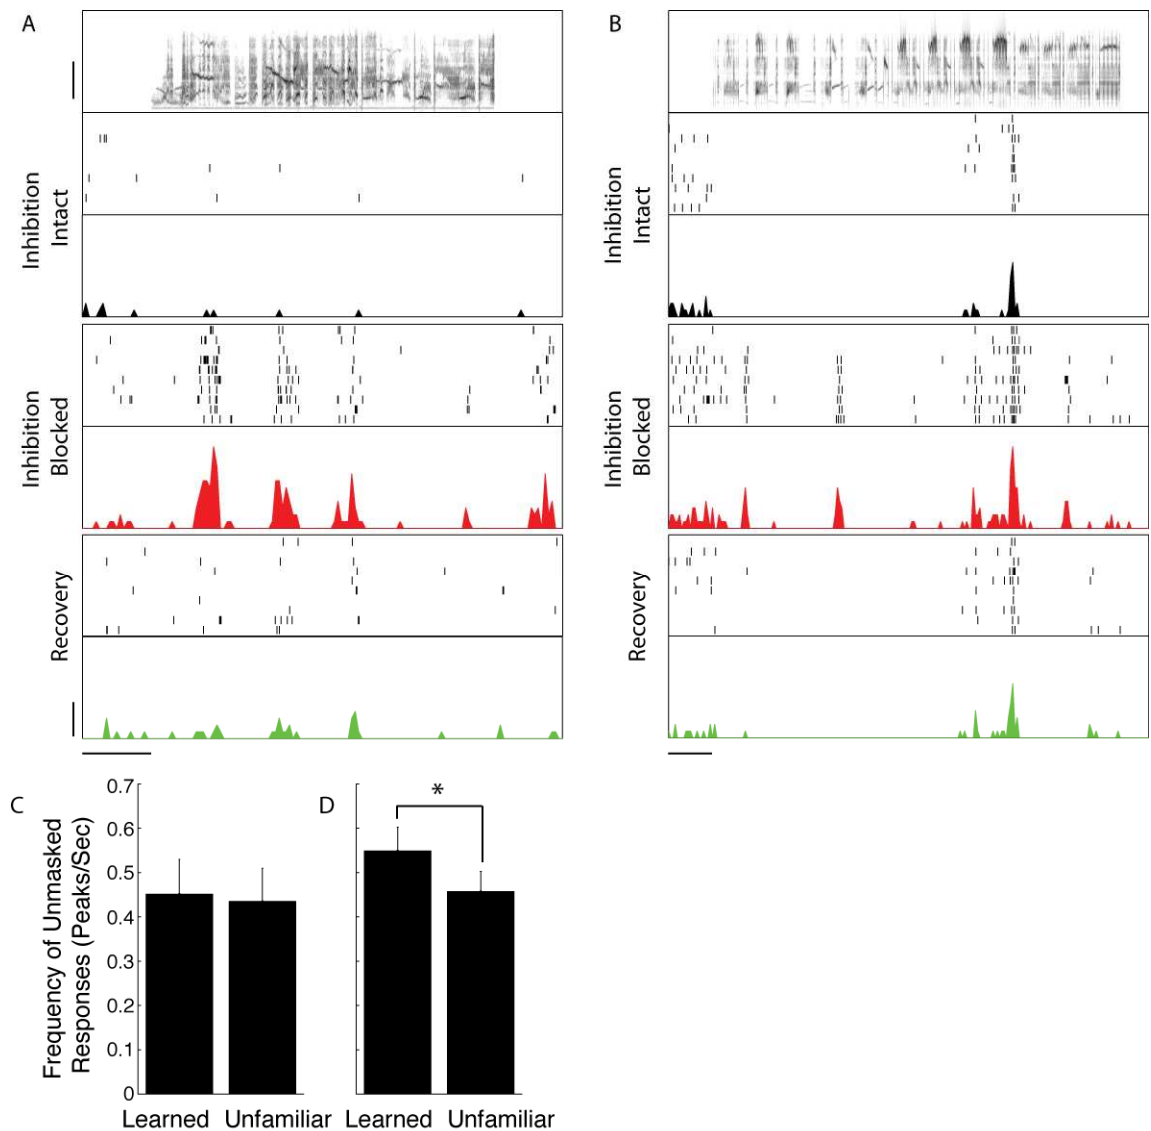 A
B
Inhibition
Intact
Inhibition
Intact
Inhibition
Blocked
Inhibition
Blocked
Recovery
Recovery
C
D
Frequency of Unmasked
Responses (Peaks/Sec)
0.7
0.6
0.5
0.4
0.3
0.2
0.1
0
*
Learned Unfamiliar
Learned Unfamiliar